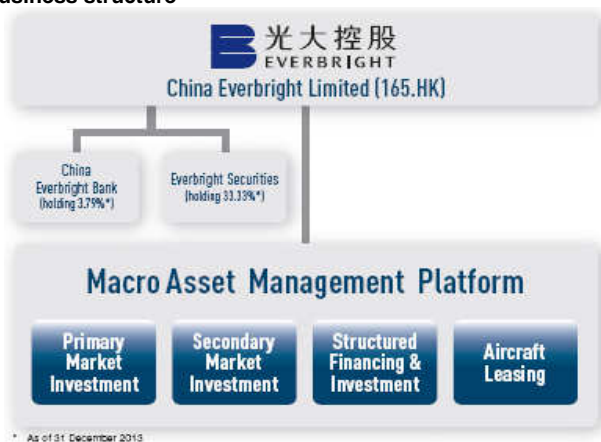 usiness structure
光大控股
EVERBRIGHT
China Everbright Limited (165.HK)
China
Everbright Bank
(holding 3.79%*)
Everbright Securities
(holding 33.33%*)
Macro Asset Management Platform
Primary
Market
Investment
Secondary
Market
Investment
Structured
Financing &
Investment
Aircraft
Leasing
* As of 31 December 2013